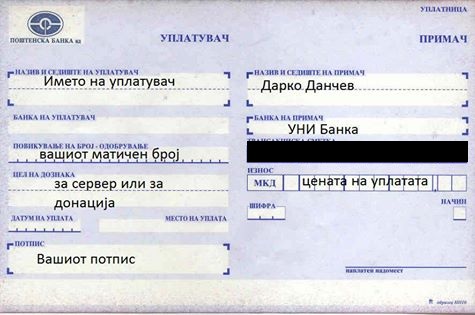 УПЛАТНИЦА
ПОШТЕНСКА БАНКА
УПЛАТУВАЧ
ПРИМАЧ
НАЗИВ И СЕДИШТЕ НА УПЛАТУВАЧ
Името на уплатувач
НАЗИВ И СЕДИШТЕ НА ПРИМАЧ
Дарко Данчев
БАНКА НА УПЛАТУВАЧ
БАНКА НА ПРИМАЧ
УНИ Банка
ПОВИКУВАЊЕ НА БРОЈ - ОДОБРУВАЊЕ
вашиот матичен број
ТРАНСАКЦИСКА СМЕТКА
ЦЕЛ НА ДОЗНАКА
за сервер или за
донација
ИЗНОС
МКД
цената на уплатата
ШИФРА
НАЧИН
ДАТУМ НА УПЛАТА
МЕСТО НА УПЛАТА
ПОТПИС
Вашиот потпис
наплатен надомест
образец